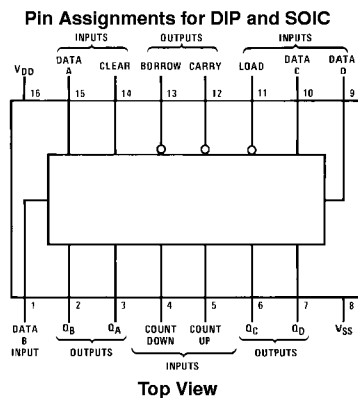 Pin Assignments for DIP and SOIC
INPUTS OUTPUTS INPUTS
VDD DATA A CLEAR BORROW CARRY LOAD DATA C DATA D
16 15 14 13 12 11 10 9
1 2 3 4 5 6 7 8
DATA B INPUT QB QA COUNT DOWN COUNT UP QC QD VSS
OUTPUTS INPUTS OUTPUTS
Top View